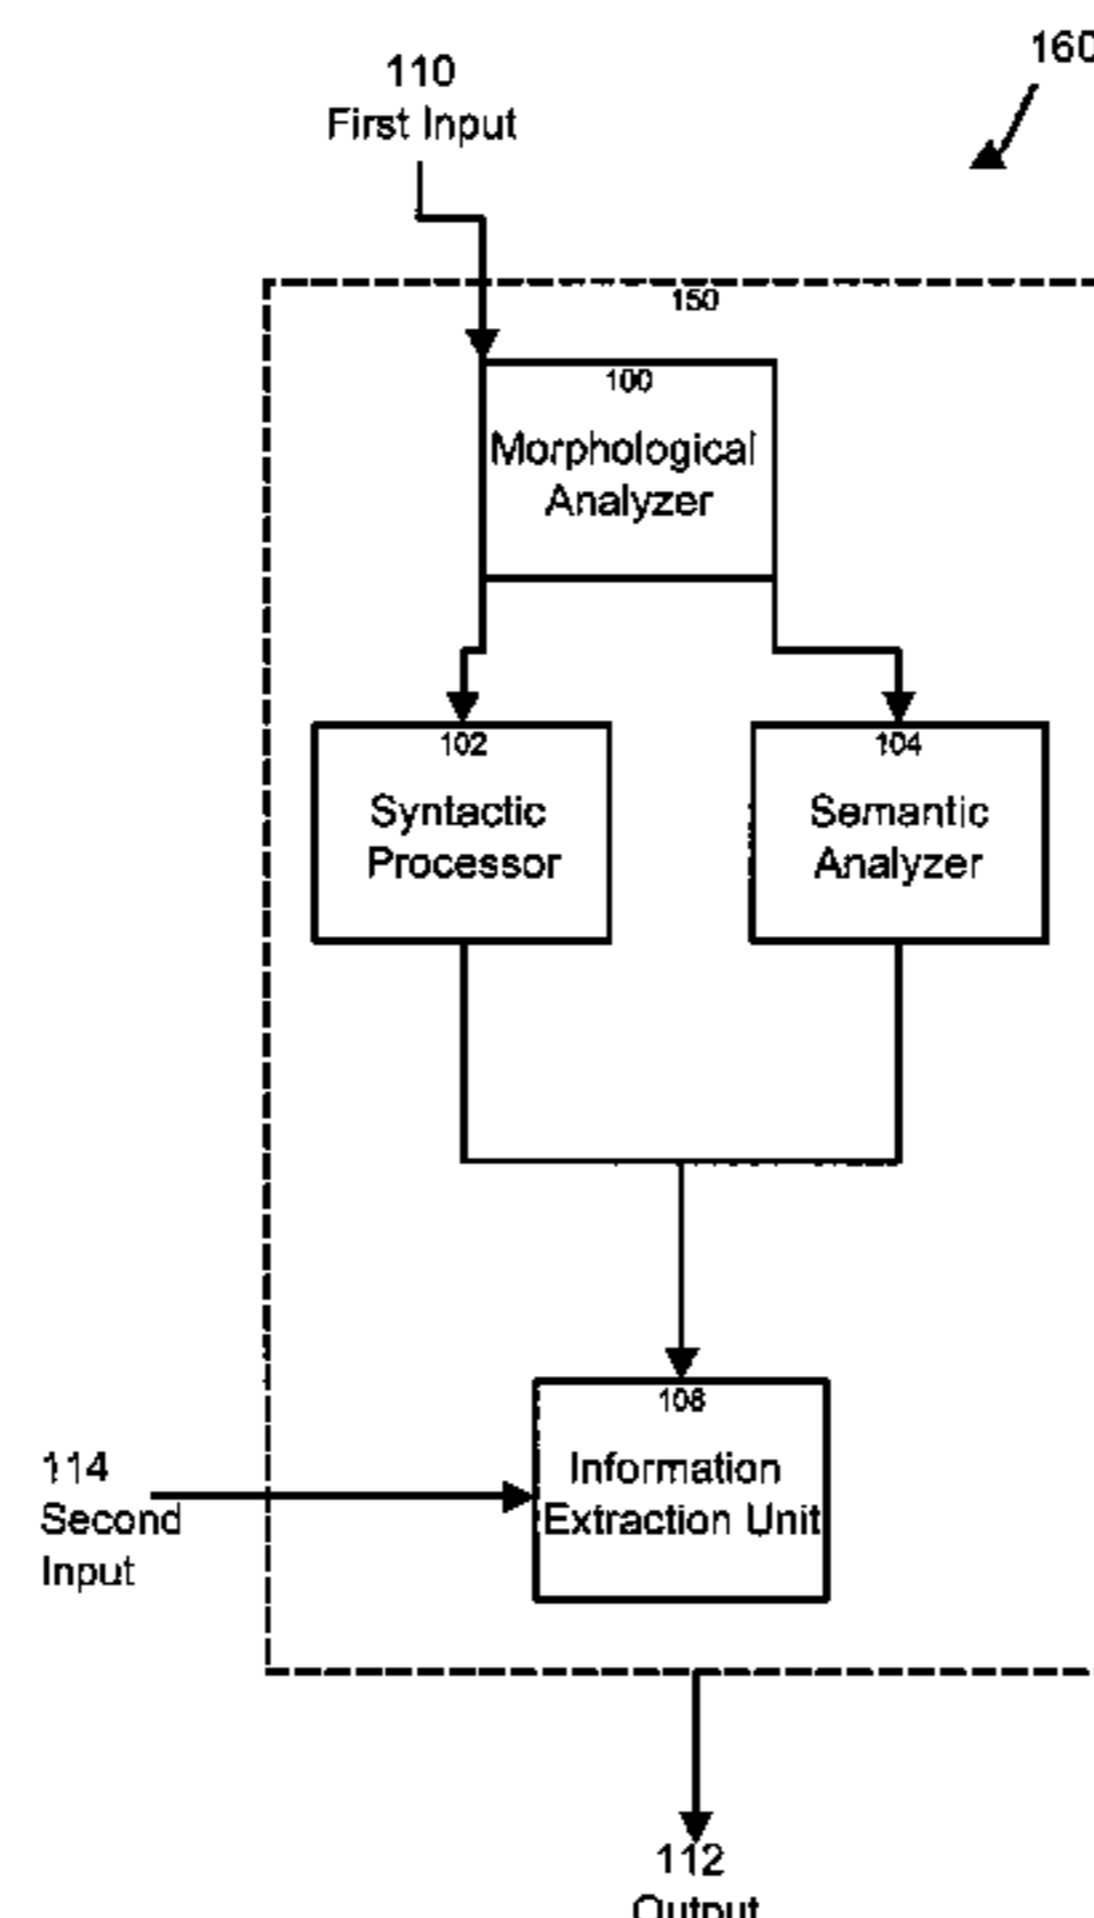 160
110
First Input
150
100
Morphological
Analyzer
102
Syntactic
Processor
104
Semantic
Analyzer
108
Information
Extraction Unit
114
Second
Input
112
Output